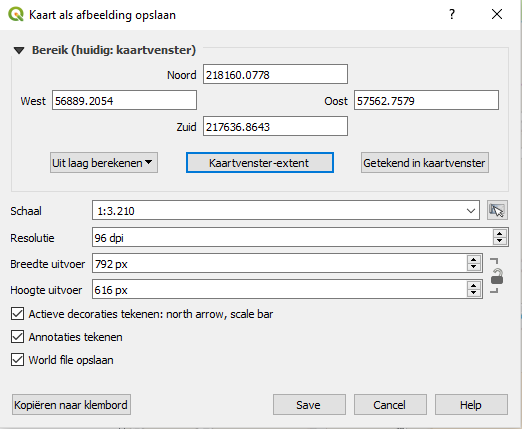 Kaart als afbeelding opslaan
Bereik (huidig: kaartvenster)
Noord 218160.0778
West 56889.2054 Oost 57562.7579
Zuid 217636.8643
Uit laag berekenen Kaartvenster-extent Getekend in kaartvenster
Schaal 1:3.210
Resolutie 96 dpi
Breedte uitvoer 792 px
Hoogte uitvoer 616 px
Actieve decoraties tekenen: north arrow, scale bar
Annotaties tekenen
World file opslaan
Kopiëren naar klembord Save Cancel Help